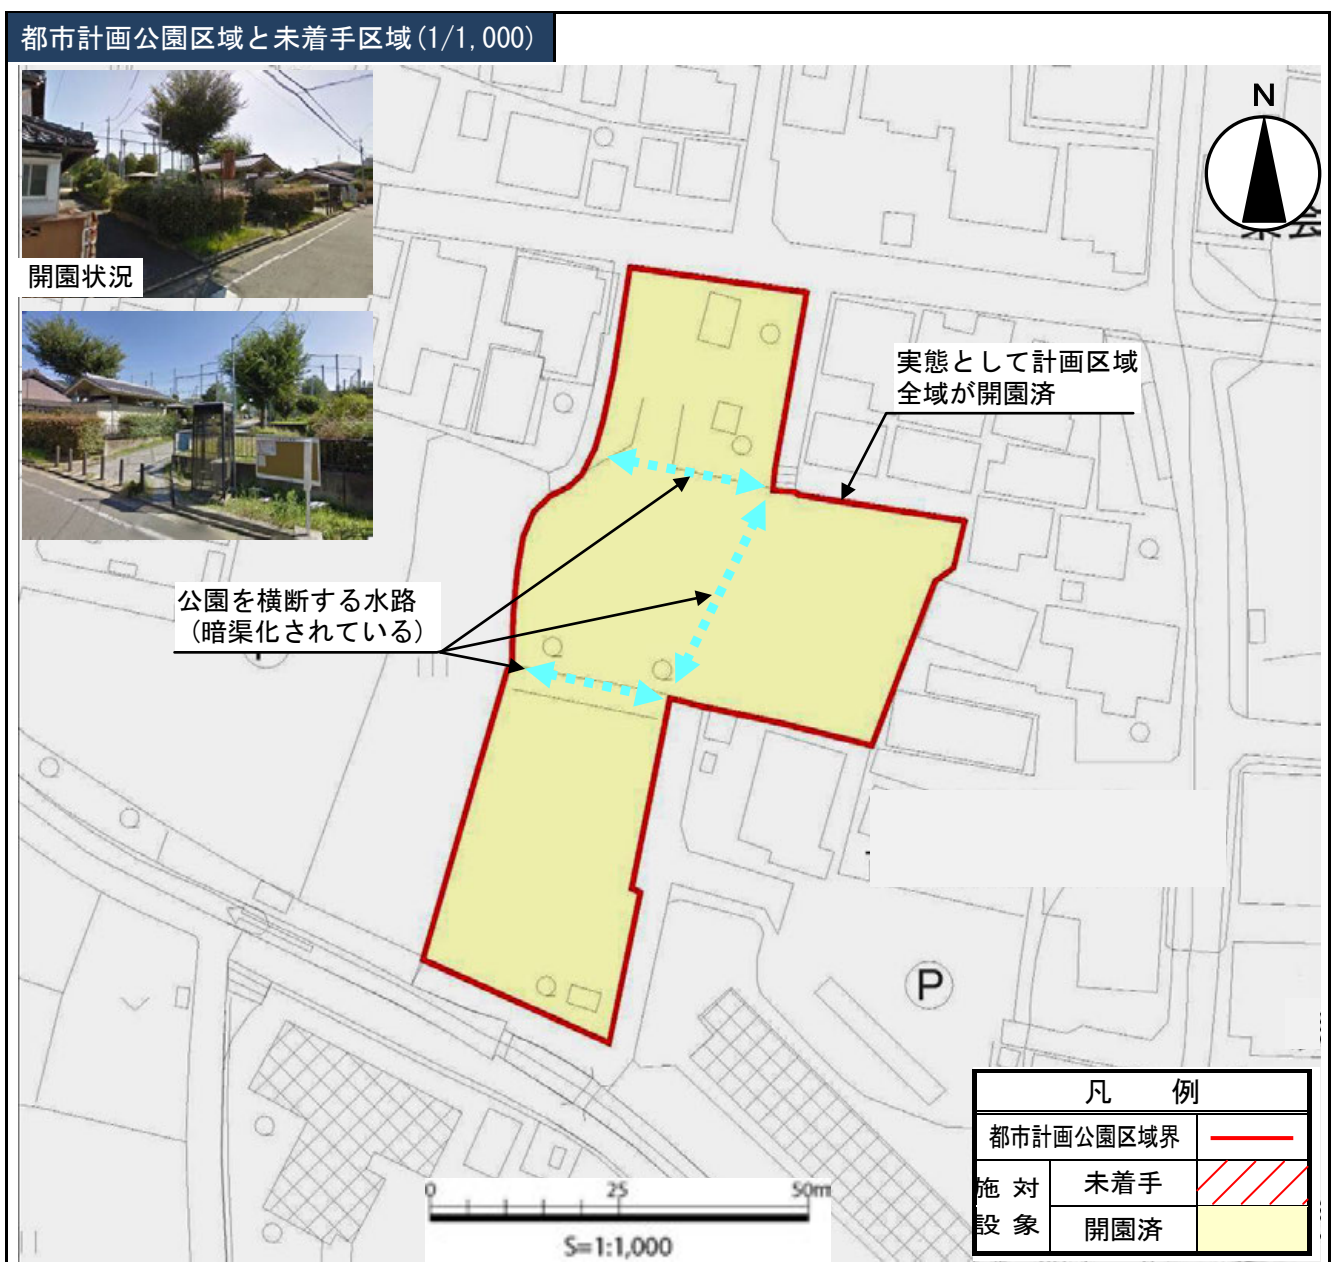 都市計画公園区域と未着手区域(1/1,000)
N
開園状況
実態として計画区域
全域が開園済
公園を横断する水路
(暗渠化されている)
P
凡 例
都市計画公園区域界
施設対象
未着手
開園済
0 25 50m
S=1:1,000